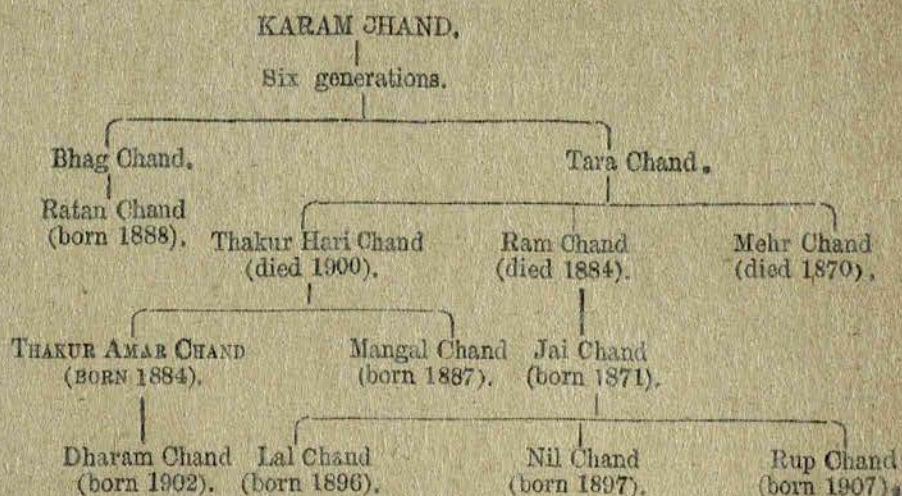 KARAM CHAND.
Six generations.
Bhag Chand. Tara Chand.
Ratan Chand
(born 1888).
Thakur Hari Chand Ram Chand Mehr Chand
(died 1900). (died 1884). (died 1870).
THAKUR AMAR CHAND Mangal Chand Jai Chand
(BORN 1884). (born 1887). (born 1871).
Dharam Chand Lal Chand Nil Chand Rup Chand
(born 1902). (born 1896). (born 1897). (born 1907).